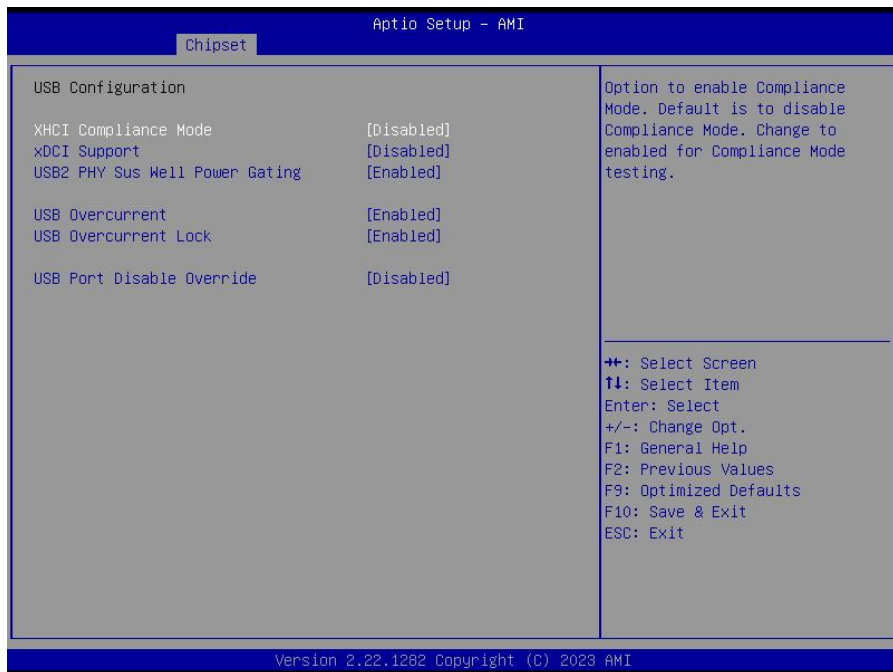 Aptio Setup – AMI
Chipset
USB Configuration
XHCI Compliance Mode [Disabled]
xDCI Support [Disabled]
USB2 PHY Sus Well Power Gating [Enabled]
USB Overcurrent [Enabled]
USB Overcurrent Lock [Enabled]
USB Port Disable Override [Disabled]
Option to enable Compliance
Mode. Default is to disable
Compliance Mode. Change to
enabled for Compliance Mode
testing.
→←: Select Screen
↑↓: Select Item
Enter: Select
+/-: Change Opt.
F1: General Help
F2: Previous Values
F9: Optimized Defaults
F10: Save & Exit
ESC: Exit
Version 2.22.1282 Copyright (C) 2023 AMI